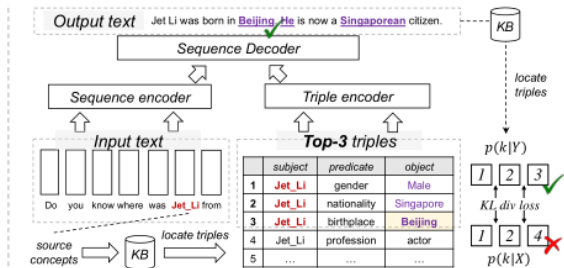 Output text Jet Li was born in Beijing. He is now a Singaporean citizen.
KB
Sequence Decoder
locate triples
Sequence encoder
Triple encoder
Input text
Do you know where was Jet_Li from
Top-3 triples
subject predicate object
1 Jet_Li gender Male
2 Jet_Li nationality Singapore
3 Jet_Li birthplace Beijing
4 Jet_Li profession actor
5 ... ... ...
p(k|Y)
1 2 3
KL div loss
1 2 4
p(k|X)
source concepts
KB
locate triples